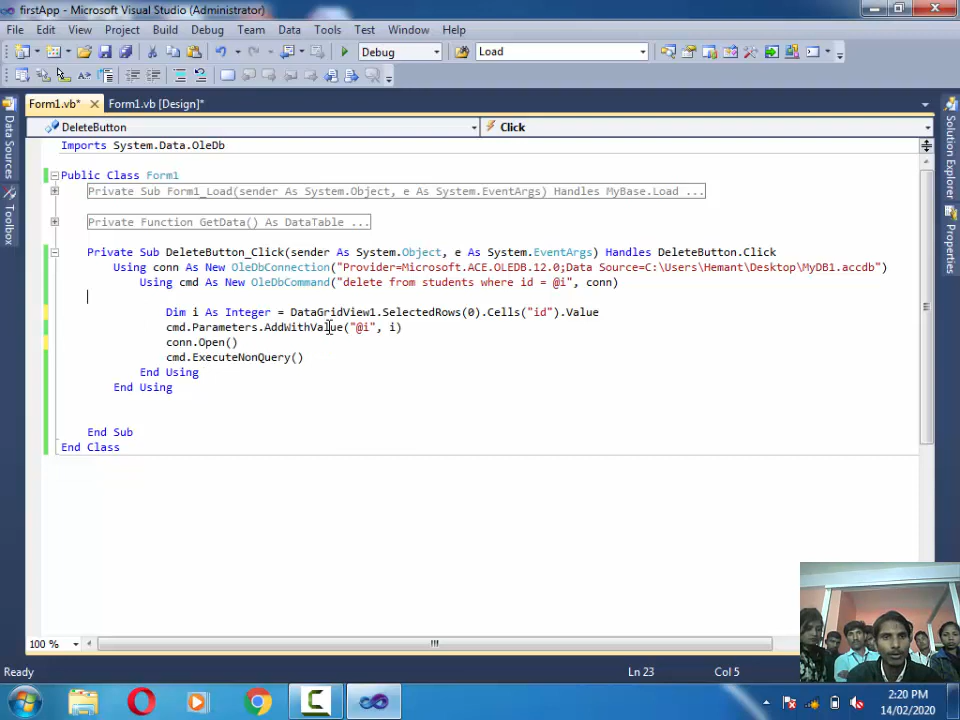 firstApp - Microsoft Visual Studio (Administrator)
File Edit View Project Build Debug Team Data Tools Test Window Help
Debug Load
Form1.vb* Form1.vb [Design]*
DeleteButton Click
Imports System.Data.OleDb
Public Class Form1
Private Sub Form1_Load(sender As System.Object, e As System.EventArgs) Handles MyBase.Load ...
Private Function GetData() As DataTable ...
Private Sub DeleteButton_Click(sender As System.Object, e As System.EventArgs) Handles DeleteButton.Click
Using conn As New OleDbConnection("Provider=Microsoft.ACE.OLEDB.12.0;Data Source=C:\Users\Hemant\Desktop\MyDB1.accdb")
Using cmd As New OleDbCommand("delete from students where id = @i", conn)
Dim i As Integer = DataGridView1.SelectedRows(0).Cells("id").Value
cmd.Parameters.AddWithValue("@i", i)
conn.Open()
cmd.ExecuteNonQuery()
End Using
End Using
End Sub
End Class
Data Sources
Toolbox
Solution Explorer
Properties
100 %
Ready Ln 23 Col 5
2:20 PM
14/02/2020